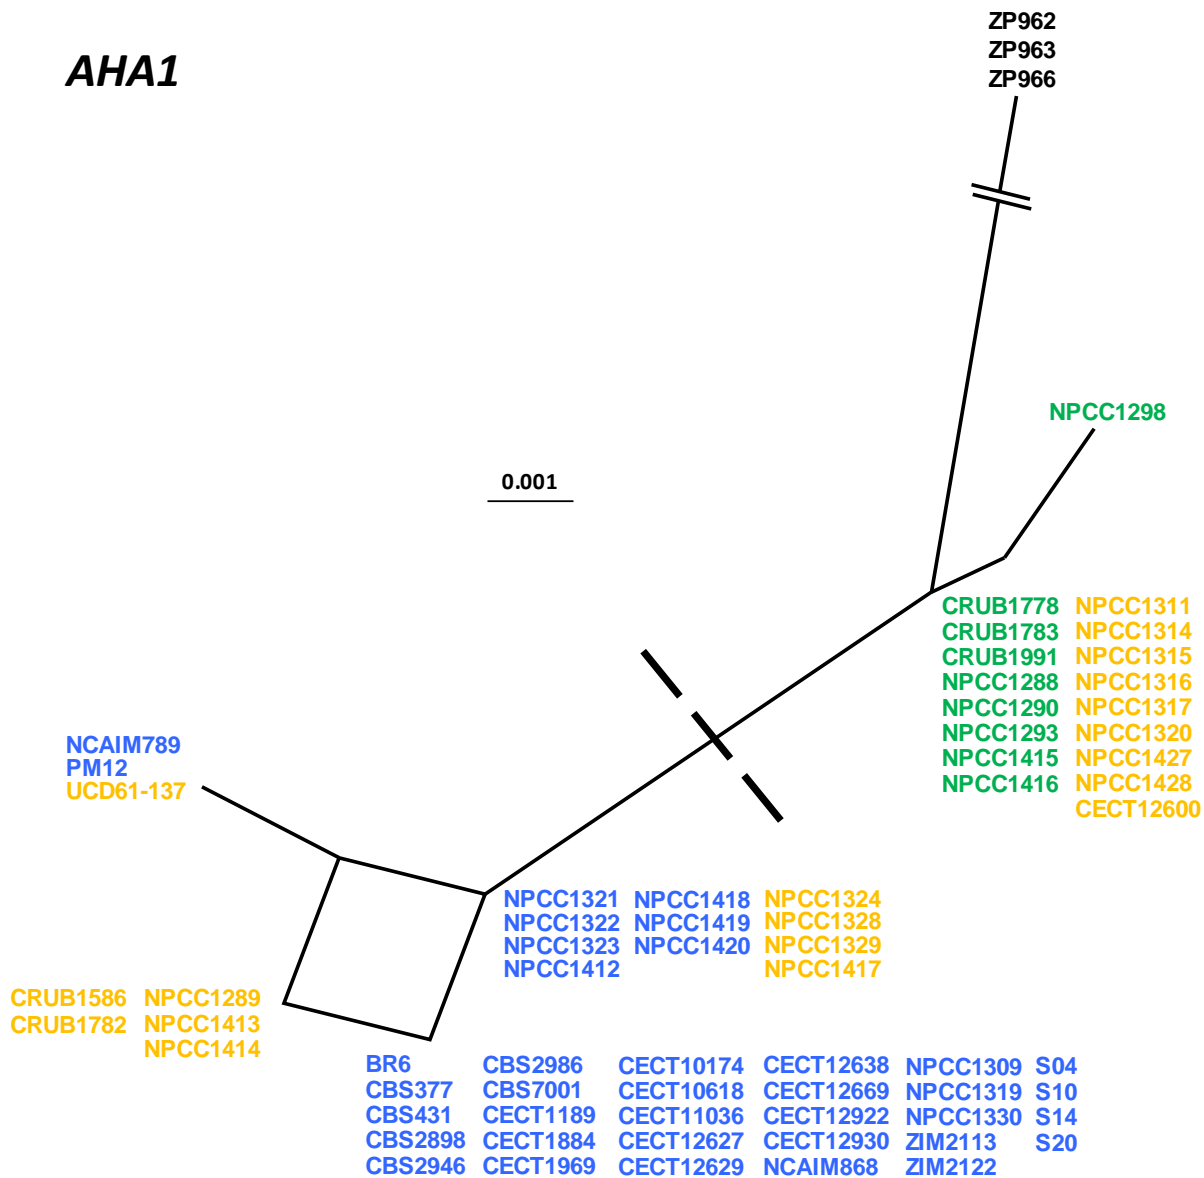 AHA1
ZP962
ZP963
ZP966
NPCC1298
0.001
CRUB1778 NPCC1311
CRUB1783 NPCC1314
CRUB1991 NPCC1315
NPCC1288 NPCC1316
NPCC1290 NPCC1317
NPCC1293 NPCC1320
NPCC1415 NPCC1427
NPCC1416 NPCC1428
CECT12600
NCAIM789
PM12
UCD61-137
NPCC1321 NPCC1418 NPCC1324
NPCC1322 NPCC1419 NPCC1328
NPCC1323 NPCC1420 NPCC1329
NPCC1412 NPCC1417
CRUB1586 NPCC1289
CRUB1782 NPCC1413
NPCC1414
BR6 CBS2986 CECT10174 CECT12638 NPCC1309 S04
CBS377 CBS7001 CECT10618 CECT12669 NPCC1319 S10
CBS431 CECT1189 CECT11036 CECT12922 NPCC1330 S14
CBS2898 CECT1884 CECT12627 CECT12930 ZIM2113 S20
CBS2946 CECT1969 CECT12629 NCAIM868 ZIM2122